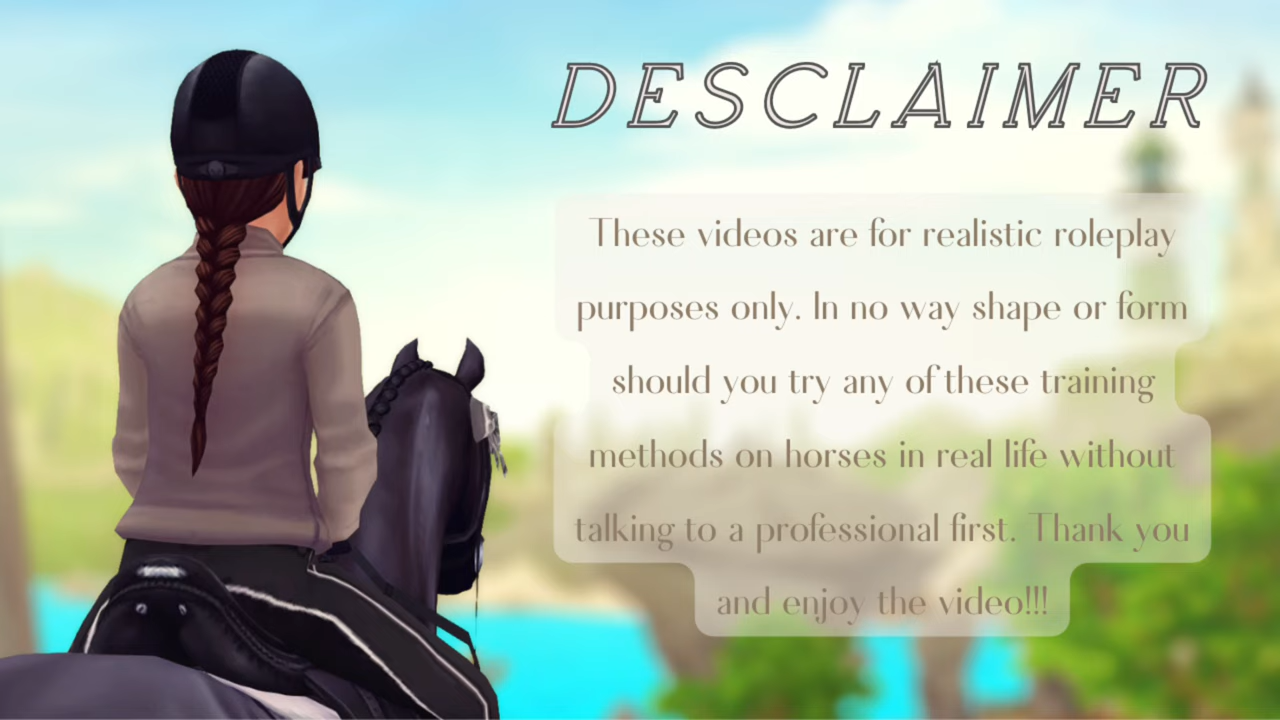 DESCLAIMER
These videos are for realistic roleplay
purposes only. In no way shape or form
should you try any of these training
methods on horses in real life without
talking to a professional first. Thank you
and enjoy the video!!!